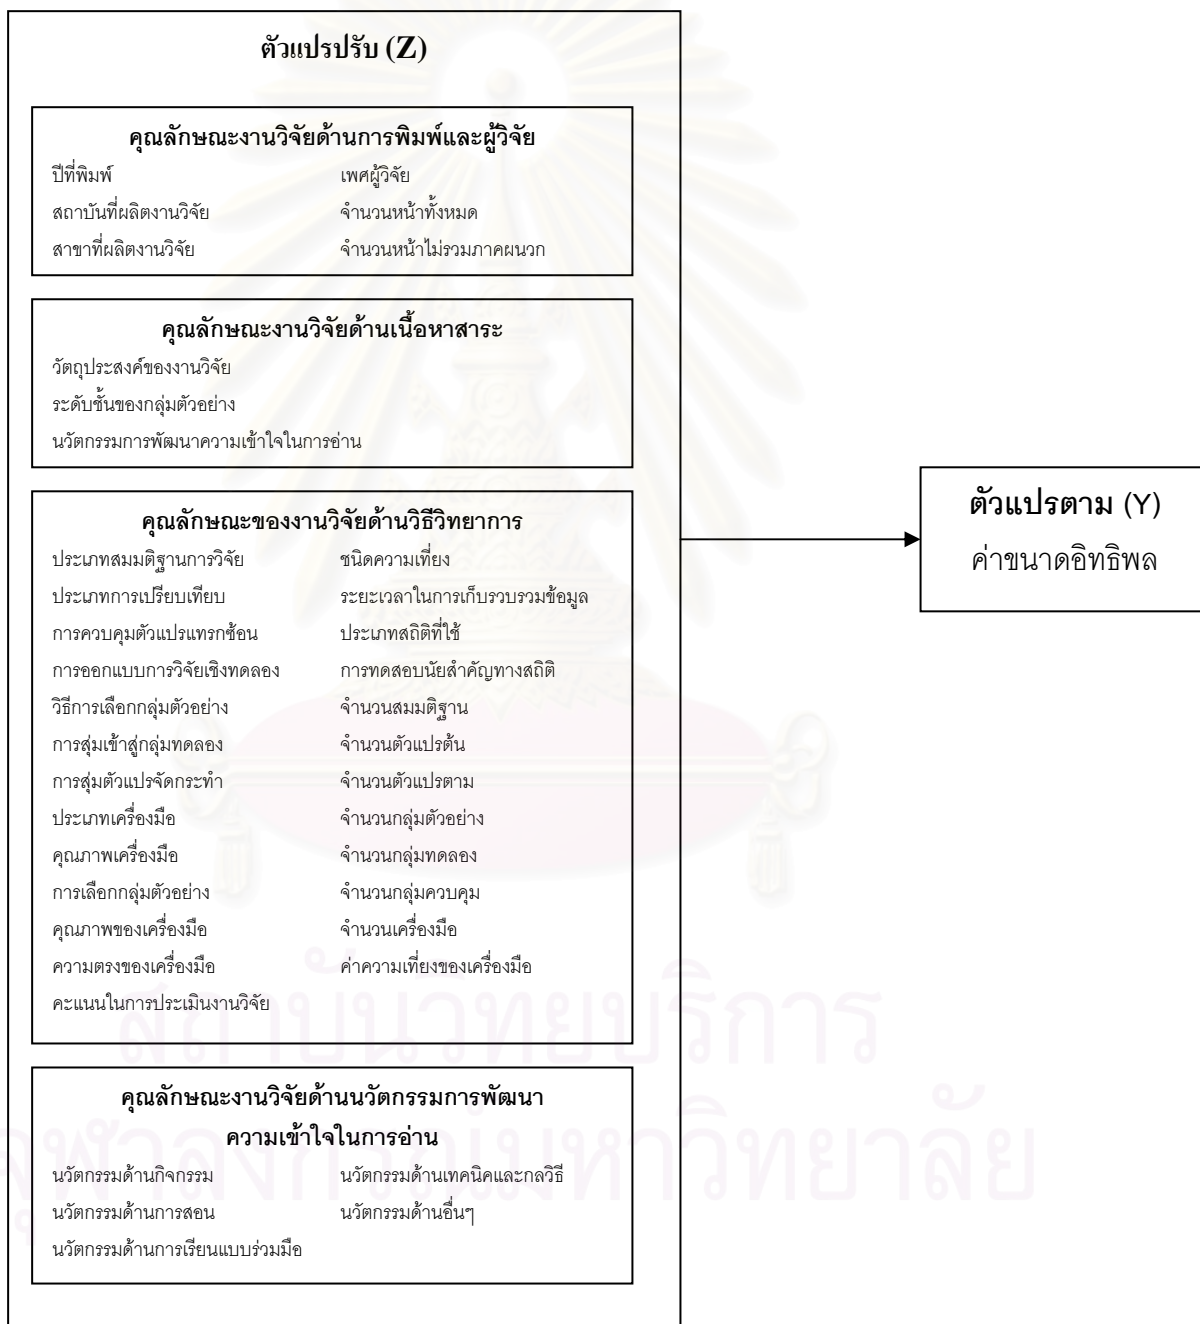 ตัวแปรปรับ (Z)
คุณลักษณะงานวิจัยด้านการพิมพ์และผู้วิจัย
ปีที่พิมพ์ เพศผู้วิจัย
สถาบันที่ผลิตงานวิจัย จำนวนหน้าทั้งหมด
สาขาที่ผลิตงานวิจัย จำนวนหน้าไม่รวมภาคผนวก
คุณลักษณะงานวิจัยด้านเนื้อหาสาระ
วัตถุประสงค์ของงานวิจัย
ระดับชั้นของกลุ่มตัวอย่าง
นวัตกรรมการพัฒนาความเข้าใจในการอ่าน
คุณลักษณะของงานวิจัยด้านวิธีวิทยาการ
ประเภทสมมติฐานการวิจัย ชนิดความเที่ยง
ประเภทการเปรียบเทียบ ระยะเวลาในการเก็บรวบรวมข้อมูล
การควบคุมตัวแปรแทรกซ้อน ประเภทสถิติที่ใช้
การออกแบบการวิจัยเชิงทดลอง การทดสอบนัยสำคัญทางสถิติ
วิธีการเลือกกลุ่มตัวอย่าง จำนวนสมมติฐาน
การสุ่มเข้าสู่กลุ่มทดลอง จำนวนตัวแปรต้น
การสุ่มตัวแปรจัดกระทำ จำนวนตัวแปรตาม
ประเภทเครื่องมือ จำนวนกลุ่มตัวอย่าง
คุณภาพเครื่องมือ จำนวนกลุ่มทดลอง
การเลือกกลุ่มตัวอย่าง จำนวนกลุ่มควบคุม
คุณภาพของเครื่องมือ จำนวนเครื่องมือ
ความตรงของเครื่องมือ ค่าความเที่ยงของเครื่องมือ
คะแนนในการประเมินงานวิจัย
คุณลักษณะงานวิจัยด้านนวัตกรรมการพัฒนา
ความเข้าใจในการอ่าน
นวัตกรรมด้านกิจกรรม นวัตกรรมด้านเทคนิคและกลวิธี
นวัตกรรมด้านการสอน นวัตกรรมด้านอื่นๆ
นวัตกรรมด้านการเรียนแบบร่วมมือ
ตัวแปรตาม (Y)
ค่าขนาดอิทธิพล
สถาบันวิทยบริการ
จุฬาลงกรณ์มหาวิทยาลัย